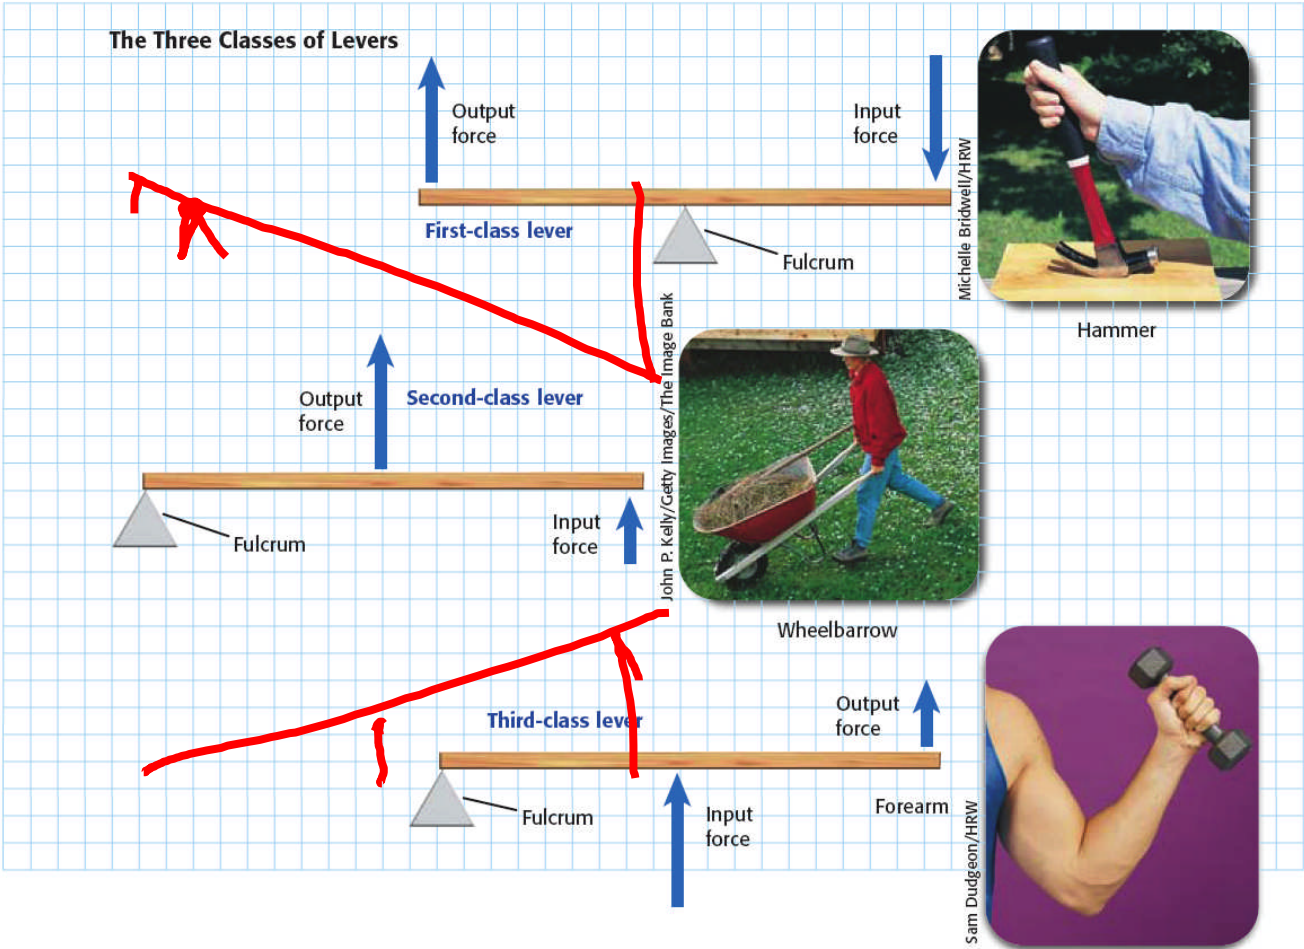 The Three Classes of Levers
Output
force
Input
force
First-class lever
Fulcrum
Michelle Bridwell/HRW
Hammer
Output
force
Second-class lever
Fulcrum
Input
force
John P. Kelly/Getty Images/The Image Bank
Wheelbarrow
Third-class lever
Output
force
Fulcrum
Input
force
Forearm
Sam Dudgeon/HRW